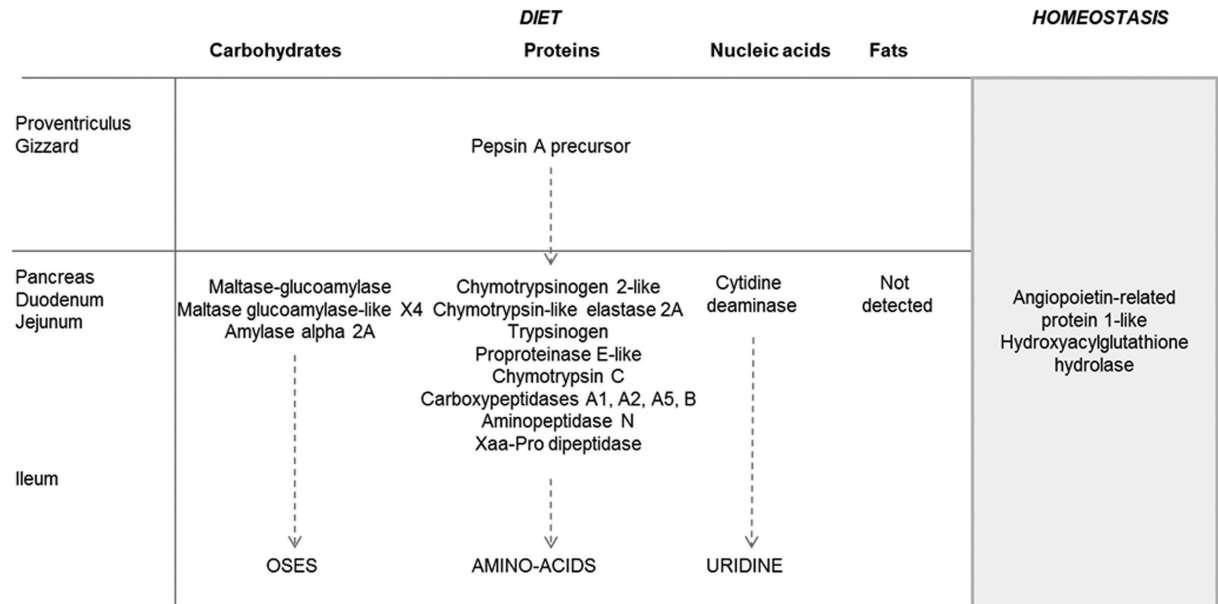 DIET
HOMEOSTASIS
Carbohydrates
Proteins
Nucleic acids
Fats
Proventriculus
Gizzard
Pepsin A precursor
Pancreas
Duodenum
Jejunum
Maltase-glucoamylase
Maltase glucoamylase-like X4
Amylase alpha 2A
Chymotrypsinogen 2-like
Chymotrypsin-like elastase 2A
Trypsinogen
Proproteinase E-like
Chymotrypsin C
Carboxypeptidases A1, A2, A5, B
Aminopeptidase N
Xaa-Pro dipeptidase
Cytidine
deaminase
Not
detected
Angiopoietin-related
protein 1-like
Hydroxyacylglutathione
hydrolase
Ileum
OSES
AMINO-ACIDS
URIDINE